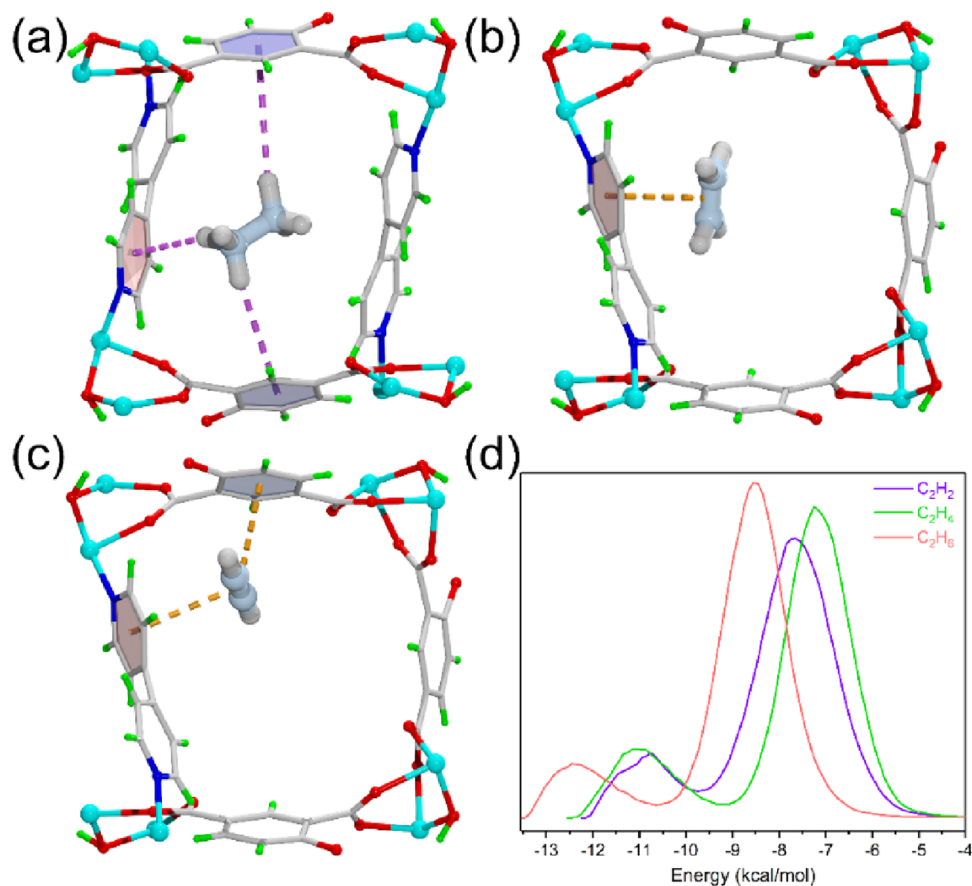 (a)
(b)
(c)
(d)
C₂H₂
C₂H₄
C₂H₆
-13 -12 -11 -10 -9 -8 -7 -6 -5 -4
Energy (kcal/mol)